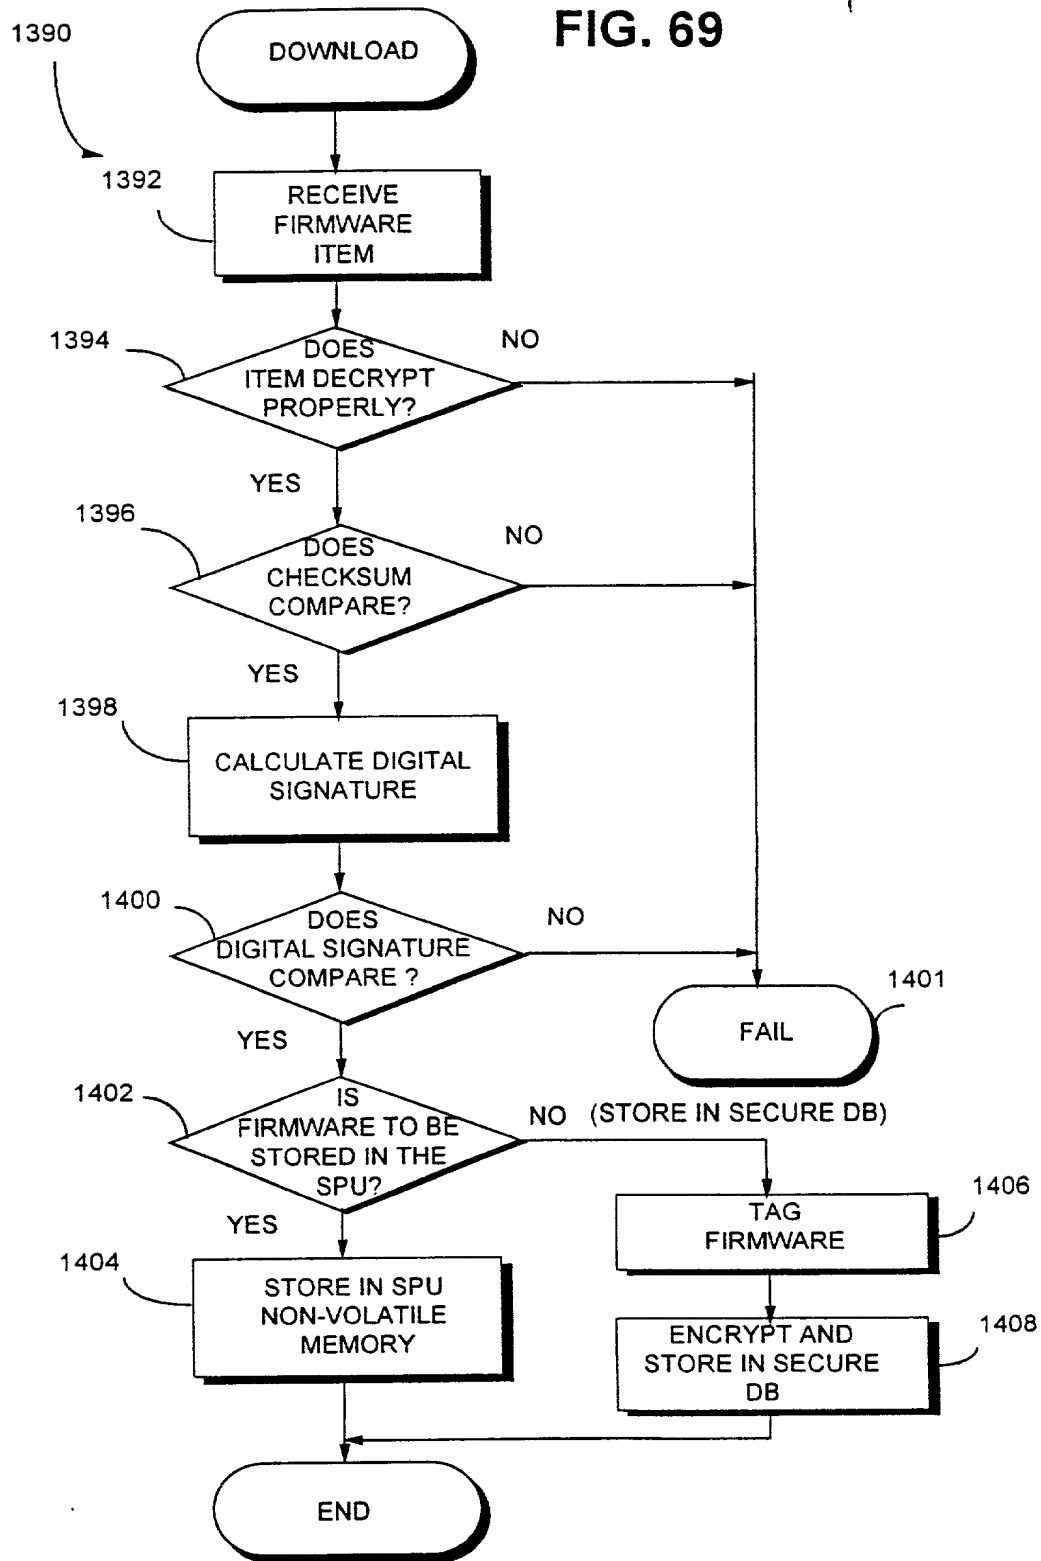 FIG. 69
1390
DOWNLOAD
1392
RECEIVE
FIRMWARE
ITEM
1394
DOES
ITEM DECRYPT
PROPERLY?
NO
YES
1396
DOES
CHECKSUM
COMPARE?
NO
YES
1398
CALCULATE DIGITAL
SIGNATURE
1400
DOES
DIGITAL SIGNATURE
COMPARE ?
NO
1401
FAIL
YES
1402
IS
FIRMWARE TO BE
STORED IN THE
SPU?
NO (STORE IN SECURE DB)
YES
1404
STORE IN SPU
NON-VOLATILE
MEMORY
1406
TAG
FIRMWARE
1408
ENCRYPT AND
STORE IN SECURE
DB
END